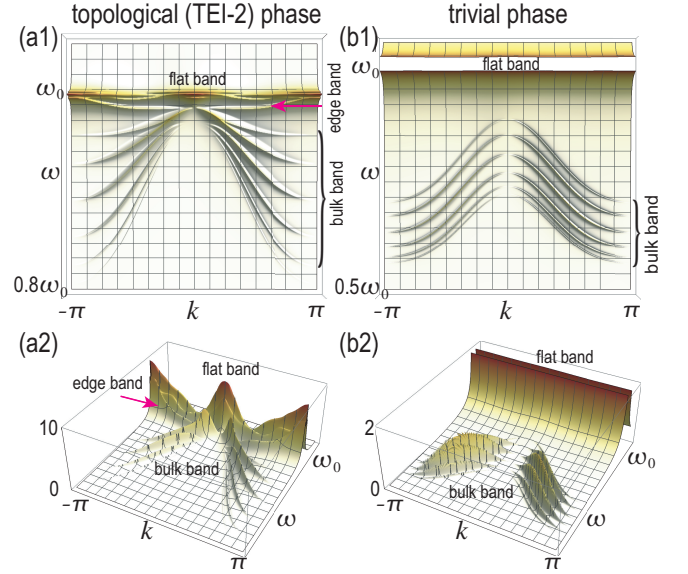 topological (TEI-2) phase
trivial phase
(a1)
flat band
ω₀
edge band
ω
bulk band
0.8ω₀
-π
k
π
(b1)
flat band
ω₀
ω
bulk band
0.5ω₀
-π
k
π
(a2)
flat band
edge band
10
bulk band
0
-π
k
π
ω
ω₀
(b2)
flat band
2
bulk band
0
-π
k
π
ω
ω₀